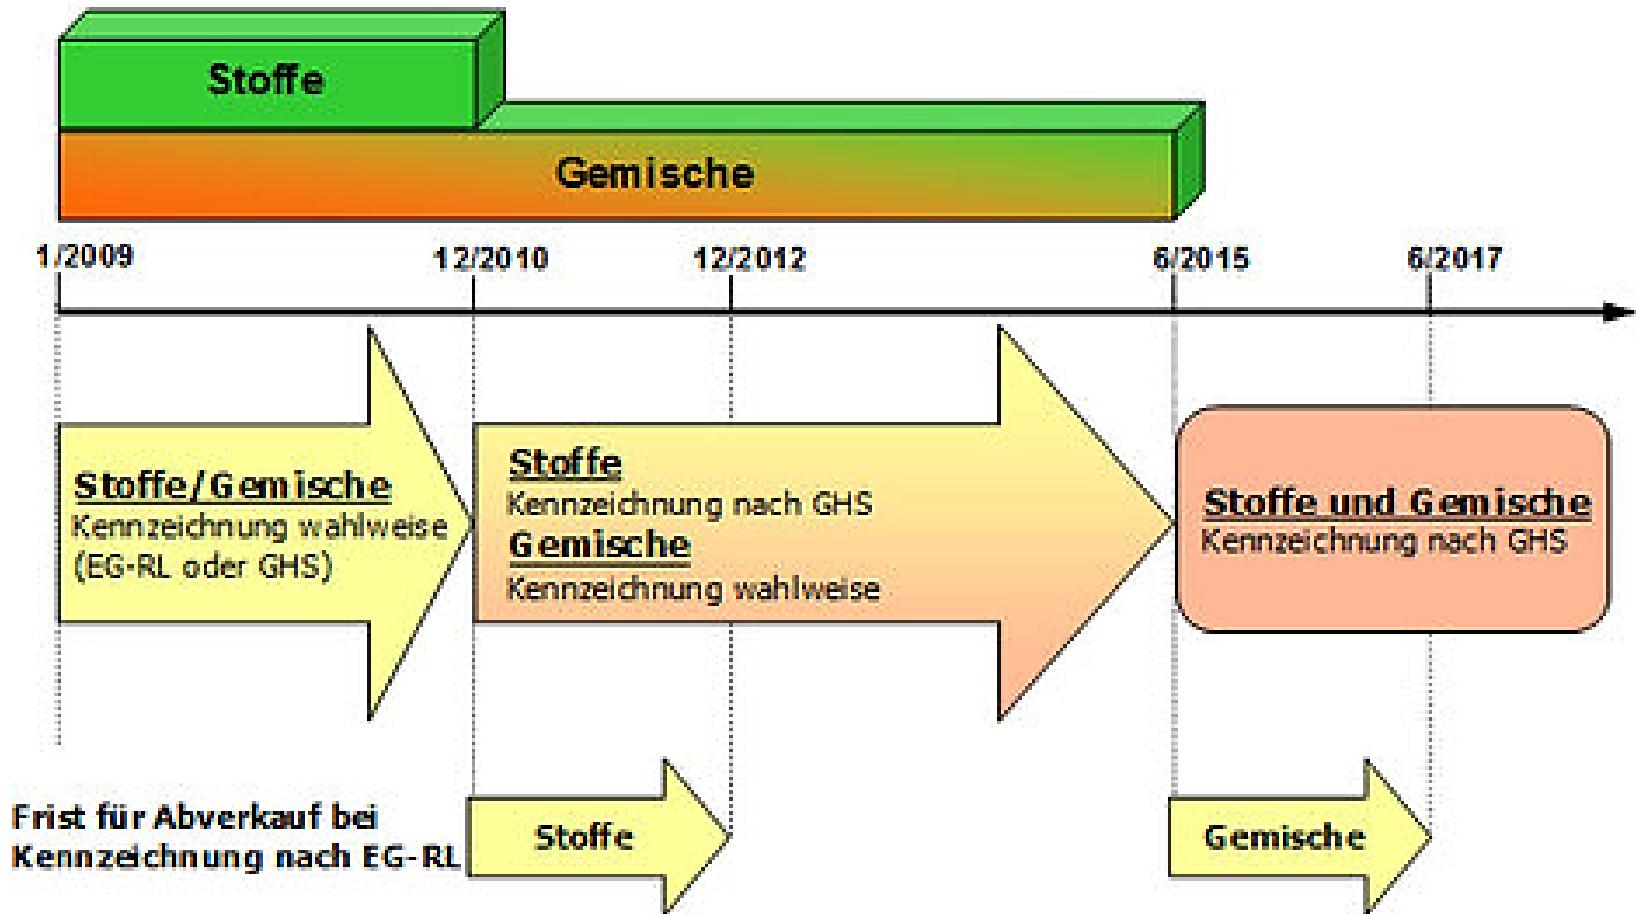 Stoffe
Gemische
1/2009
12/2010
12/2012
6/2015
6/2017
Stoffe/Gemische
Kennzeichnung wahlweise
(EG-RL oder GHS)
Stoffe
Kennzeichnung nach GHS
Gemische
Kennzeichnung wahlweise
Stoffe und Gemische
Kennzeichnung nach GHS
Frist für Abverkauf bei
Kennzeichnung nach EG-RL
Stoffe
Gemische